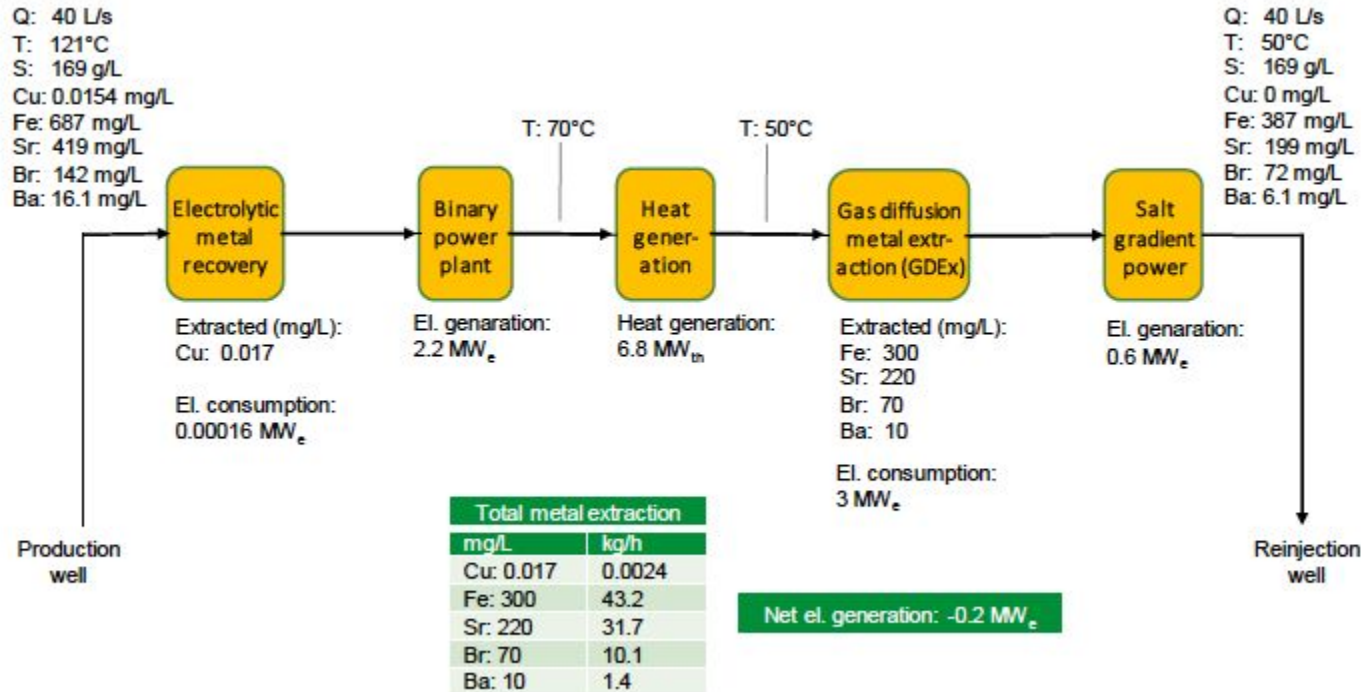 Q: 40 L/s
T: 121°C
S: 169 g/L
Cu: 0.0154 mg/L
Fe: 687 mg/L
Sr: 419 mg/L
Br: 142 mg/L
Ba: 16.1 mg/L
Q: 40 L/s
T: 50°C
S: 169 g/L
Cu: 0 mg/L
Fe: 387 mg/L
Sr: 199 mg/L
Br: 72 mg/L
Ba: 6.1 mg/L
T: 70°C
T: 50°C
Electrolytic
metal
recovery
Binary
power
plant
Heat
gener-
ation
Gas diffusion
metal extr-
action (GDEx)
Salt
gradient
power
Extracted (mg/L):
Cu: 0.017
El. consumption:
0.00016 MWe
El. genaration:
2.2 MWe
Heat generation:
6.8 MWth
Extracted (mg/L):
Fe: 300
Sr: 220
Br: 70
Ba: 10
El. consumption:
3 MWe
El. genaration:
0.6 MWe
Production
well
Reinjection
well
Total metal extraction
mg/L kg/h
Cu: 0.017 0.0024
Fe: 300 43.2
Sr: 220 31.7
Br: 70 10.1
Ba: 10 1.4
Net el. generation: -0.2 MWe